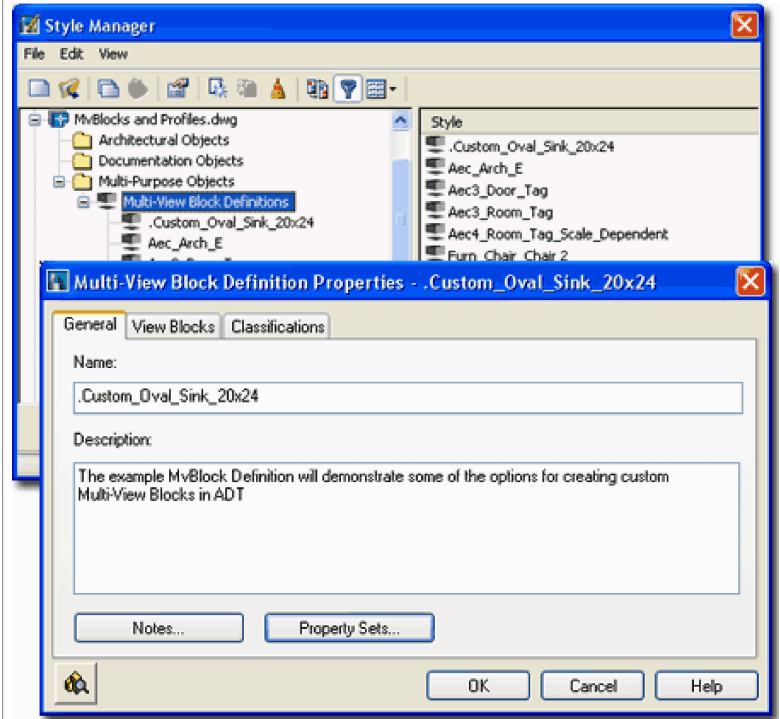 Style Manager
File Edit View
MvBlocks and Profiles.dwg
Architectural Objects
Documentation Objects
Multi-Purpose Objects
Multi-View Block Definitions
.Custom_Oval_Sink_20x24
Aec_Arch_E
Style
.Custom_Oval_Sink_20x24
Aec_Arch_E
Aec3_Door_Tag
Aec3_Room_Tag
Aec4_Room_Tag_Scale_Dependent
Furn_Chair_Chair 2
Multi-View Block Definition Properties - .Custom_Oval_Sink_20x24
General View Blocks Classifications
Name:
.Custom_Oval_Sink_20x24
Description:
The example MvBlock Definition will demonstrate some of the options for creating custom
Multi-View Blocks in ADT
Notes... Property Sets...
OK Cancel Help